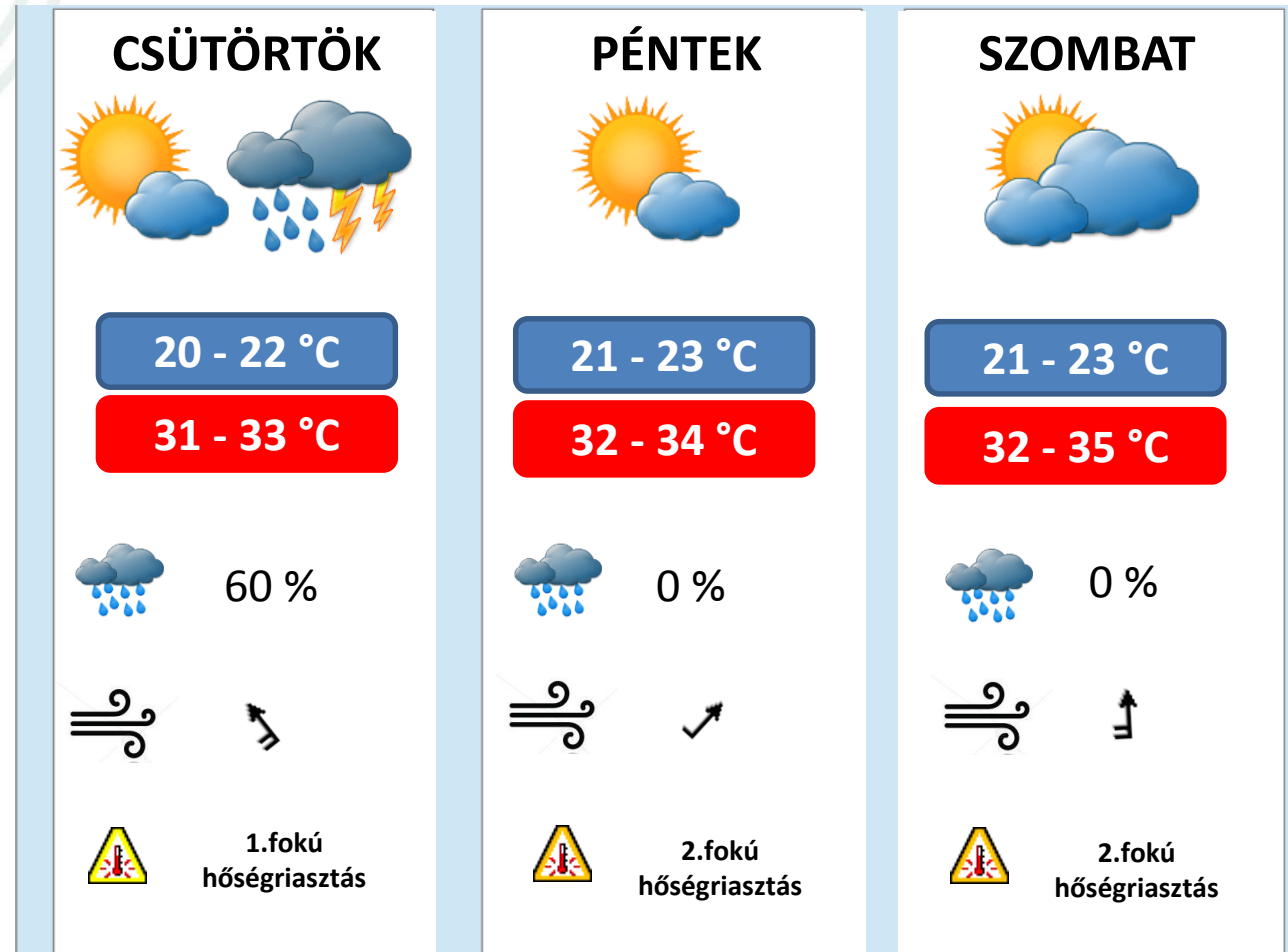 CSÜTÖRTÖK
20 - 22 °C
31 - 33 °C
60 %
1.fokú
hőségriasztás
PÉNTEK
21 - 23 °C
32 - 34 °C
0 %
2.fokú
hőségriasztás
SZOMBAT
21 - 23 °C
32 - 35 °C
0 %
2.fokú
hőségriasztás